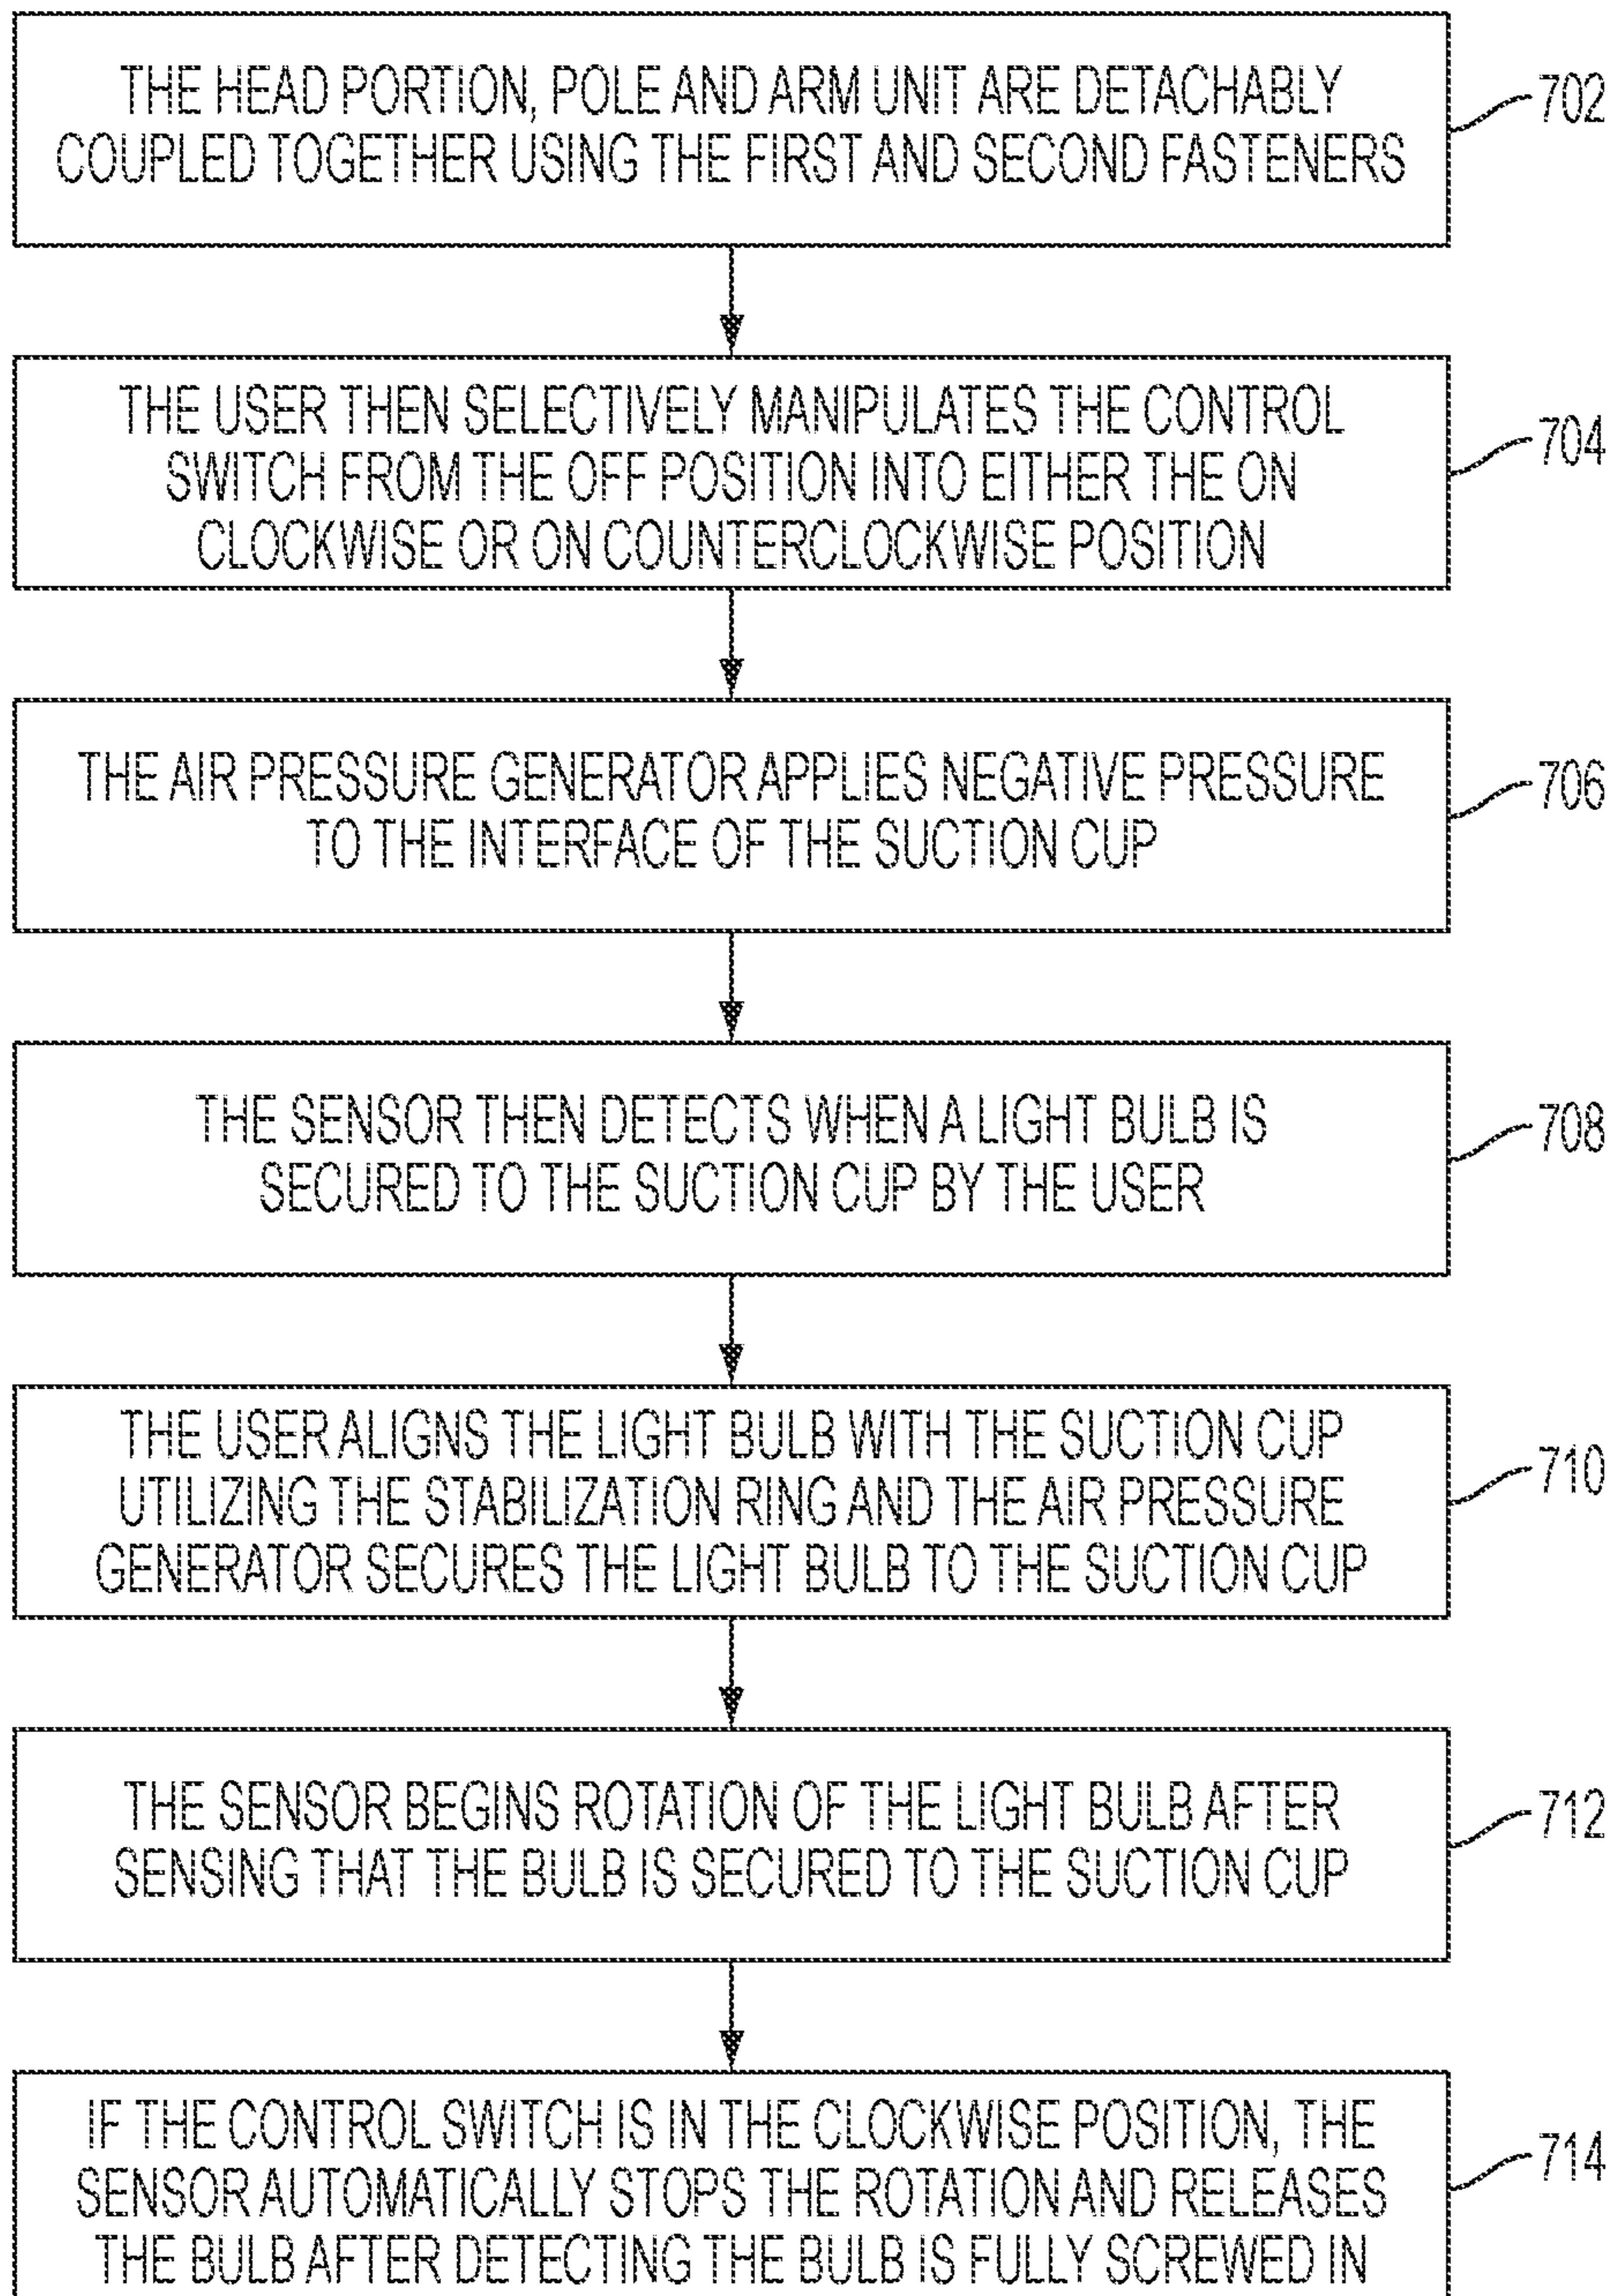 THE HEAD PORTION, POLE AND ARM UNIT ARE DETACHABLY
COUPLED TOGETHER USING THE FIRST AND SECOND FASTENERS
702
THE USER THEN SELECTIVELY MANIPULATES THE CONTROL
SWITCH FROM THE OFF POSITION INTO EITHER THE ON
CLOCKWISE OR ON COUNTERCLOCKWISE POSITION
704
THE AIR PRESSURE GENERATOR APPLIES NEGATIVE PRESSURE
TO THE INTERFACE OF THE SUCTION CUP
706
THE SENSOR THEN DETECTS WHEN A LIGHT BULB IS
SECURED TO THE SUCTION CUP BY THE USER
708
THE USER ALIGNS THE LIGHT BULB WITH THE SUCTION CUP
UTILIZING THE STABILIZATION RING AND THE AIR PRESSURE
GENERATOR SECURES THE LIGHT BULB TO THE SUCTION CUP
710
THE SENSOR BEGINS ROTATION OF THE LIGHT BULB AFTER
SENSING THAT THE BULB IS SECURED TO THE SUCTION CUP
712
IF THE CONTROL SWITCH IS IN THE CLOCKWISE POSITION, THE
SENSOR AUTOMATICALLY STOPS THE ROTATION AND RELEASES
THE BULB AFTER DETECTING THE BULB IS FULLY SCREWED IN
714